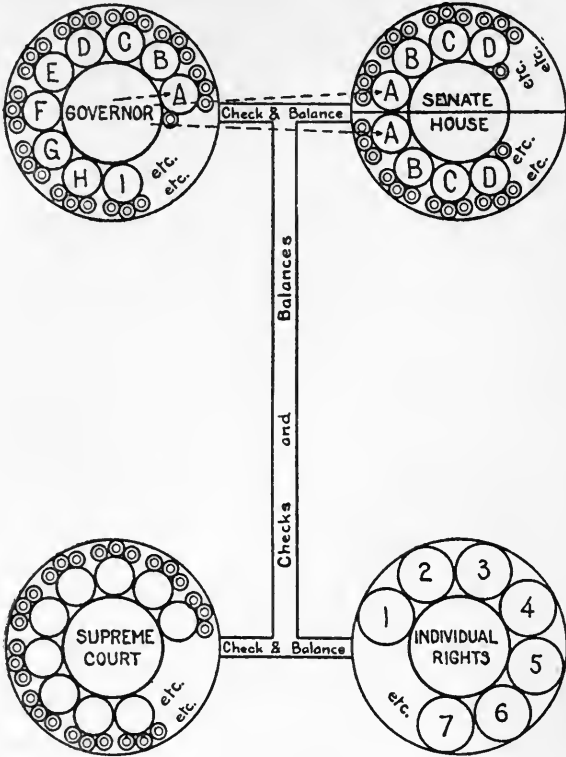 A
B
C
D
E
F
G
H
I
GOVERNOR
etc.
etc.
Check & Balance
A
B
C
D
etc.
etc.
SENATE
HOUSE
A
B
C
D
etc.
etc.
Checks and Balances
SUPREME
COURT
etc.
etc.
Check & Balance
1
2
3
4
5
6
7
etc.
INDIVIDUAL
RIGHTS